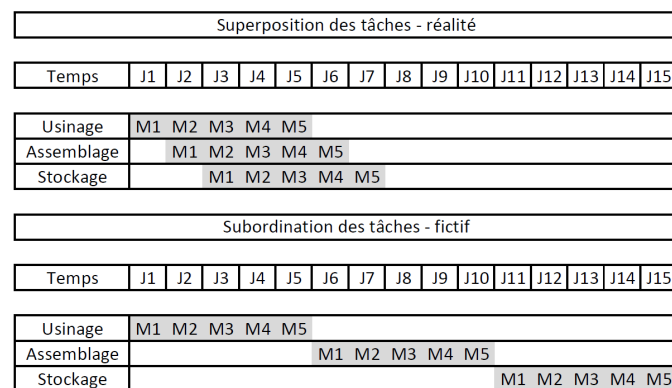 Superposition des tâches - réalité
Temps J1 J2 J3 J4 J5 J6 J7 J8 J9 J10 J11 J12 J13 J14 J15
Usinage M1 M2 M3 M4 M5
Assemblage M1 M2 M3 M4 M5
Stockage M1 M2 M3 M4 M5
Subordination des tâches - fictif
Temps J1 J2 J3 J4 J5 J6 J7 J8 J9 J10 J11 J12 J13 J14 J15
Usinage M1 M2 M3 M4 M5
Assemblage M1 M2 M3 M4 M5
Stockage M1 M2 M3 M4 M5